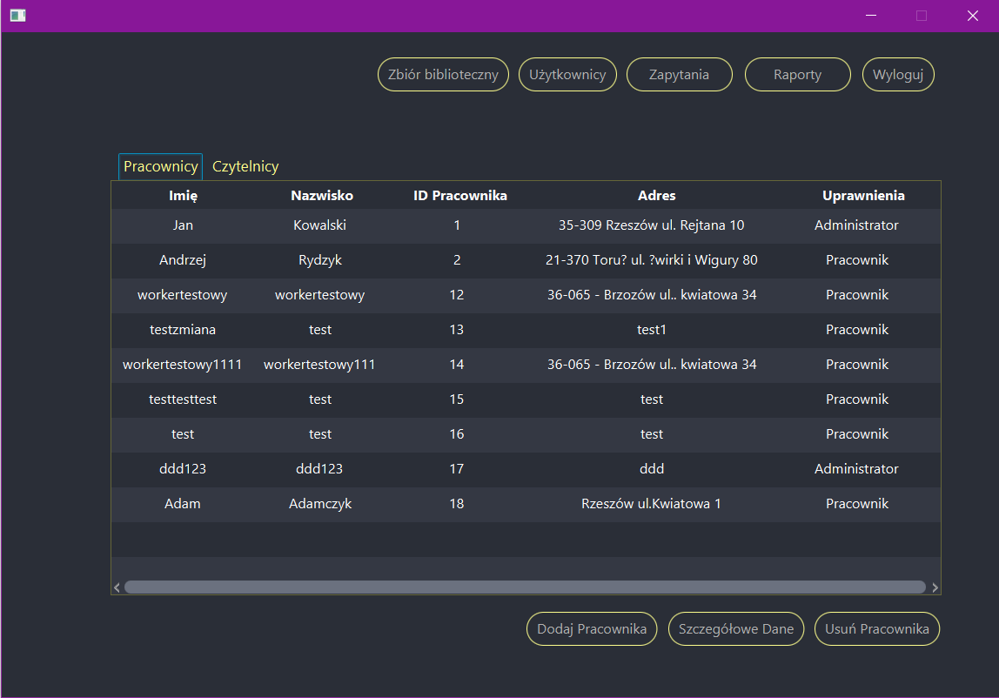 Zbiór biblioteczny Użytkownicy Zapytania Raporty Wyloguj
Pracownicy Czytelnicy
Imię Nazwisko ID Pracownika Adres Uprawnienia
Jan Kowalski 1 35-309 Rzeszów ul. Rejtana 10 Administrator
Andrzej Rydzyk 2 21-370 Toru? ul. ?wirki i Wigury 80 Pracownik
workertestowy workertestowy 12 36-065 - Brzozów ul.. kwiatowa 34 Pracownik
testzmiana test 13 test1 Pracownik
workertestowy1111 workertestowy111 14 36-065 - Brzozów ul.. kwiatowa 34 Pracownik
testtesttest test 15 test Pracownik
test test 16 test Pracownik
ddd123 ddd123 17 ddd Administrator
Adam Adamczyk 18 Rzeszów ul.Kwiatowa 1 Pracownik
Dodaj Pracownika Szczegółowe Dane Usuń Pracownika